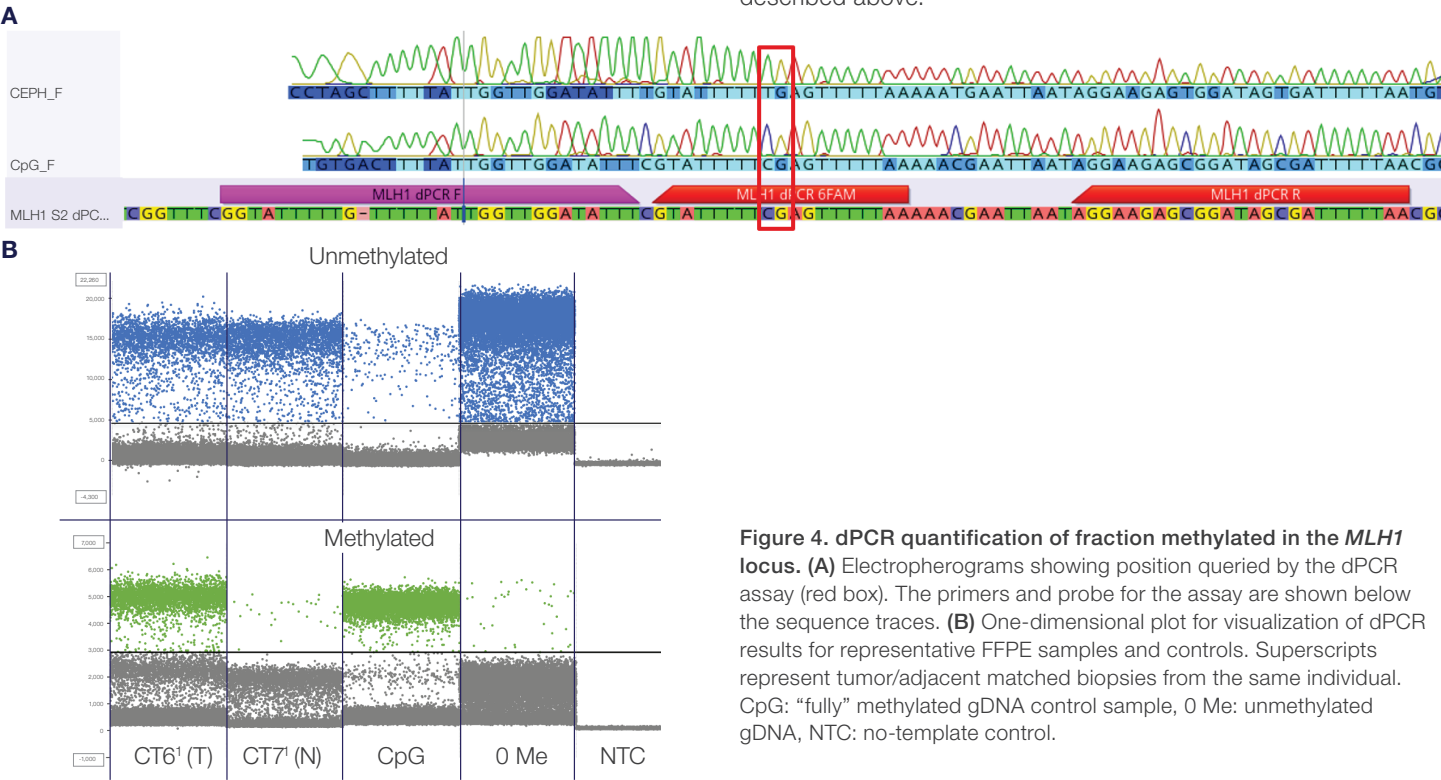 described above.
A
CEPH_F
CCTAGCTTTTTATTGGTTGGATATTTTGTATTTTTTGAGTTTTTAAAAATGAATTAATAGGAAGAGTGGATAGTGATTTTTAATG
CpG_F
TGTGACTTTTTATTGGTTGGATATTTCGTATTTTTCGAGTTTTTAAAAACGAATTAATAGGAAGAGCGGATAGCGATTTTTAACG
MLH1 dPCR F
MLH1 dPCR 6FAM
MLH1 dPCR R
MLH1 S2 dPC...
CGGTTTCGGTATTTTTG-TTTTTATTGGTTGGATATTTCGTATTTTTCGAGTTTTTAAAAACGAATTAATAGGAAGAGCGGATAGCGATTTTTAACG
B
Unmethylated
22,260
20,000
15,000
10,000
5,000
0
-4,300
Methylated
7,000
6,000
5,000
4,000
3,000
2,000
1,000
0
-1,000
CT6¹ (T)
CT7¹ (N)
CpG
0 Me
NTC
Figure 4. dPCR quantification of fraction methylated in the MLH1
locus. (A) Electropherograms showing position queried by the dPCR
assay (red box). The primers and probe for the assay are shown below
the sequence traces. (B) One-dimensional plot for visualization of dPCR
results for representative FFPE samples and controls. Superscripts
represent tumor/adjacent matched biopsies from the same individual.
CpG: “fully” methylated gDNA control sample, 0 Me: unmethylated
gDNA, NTC: no-template control.